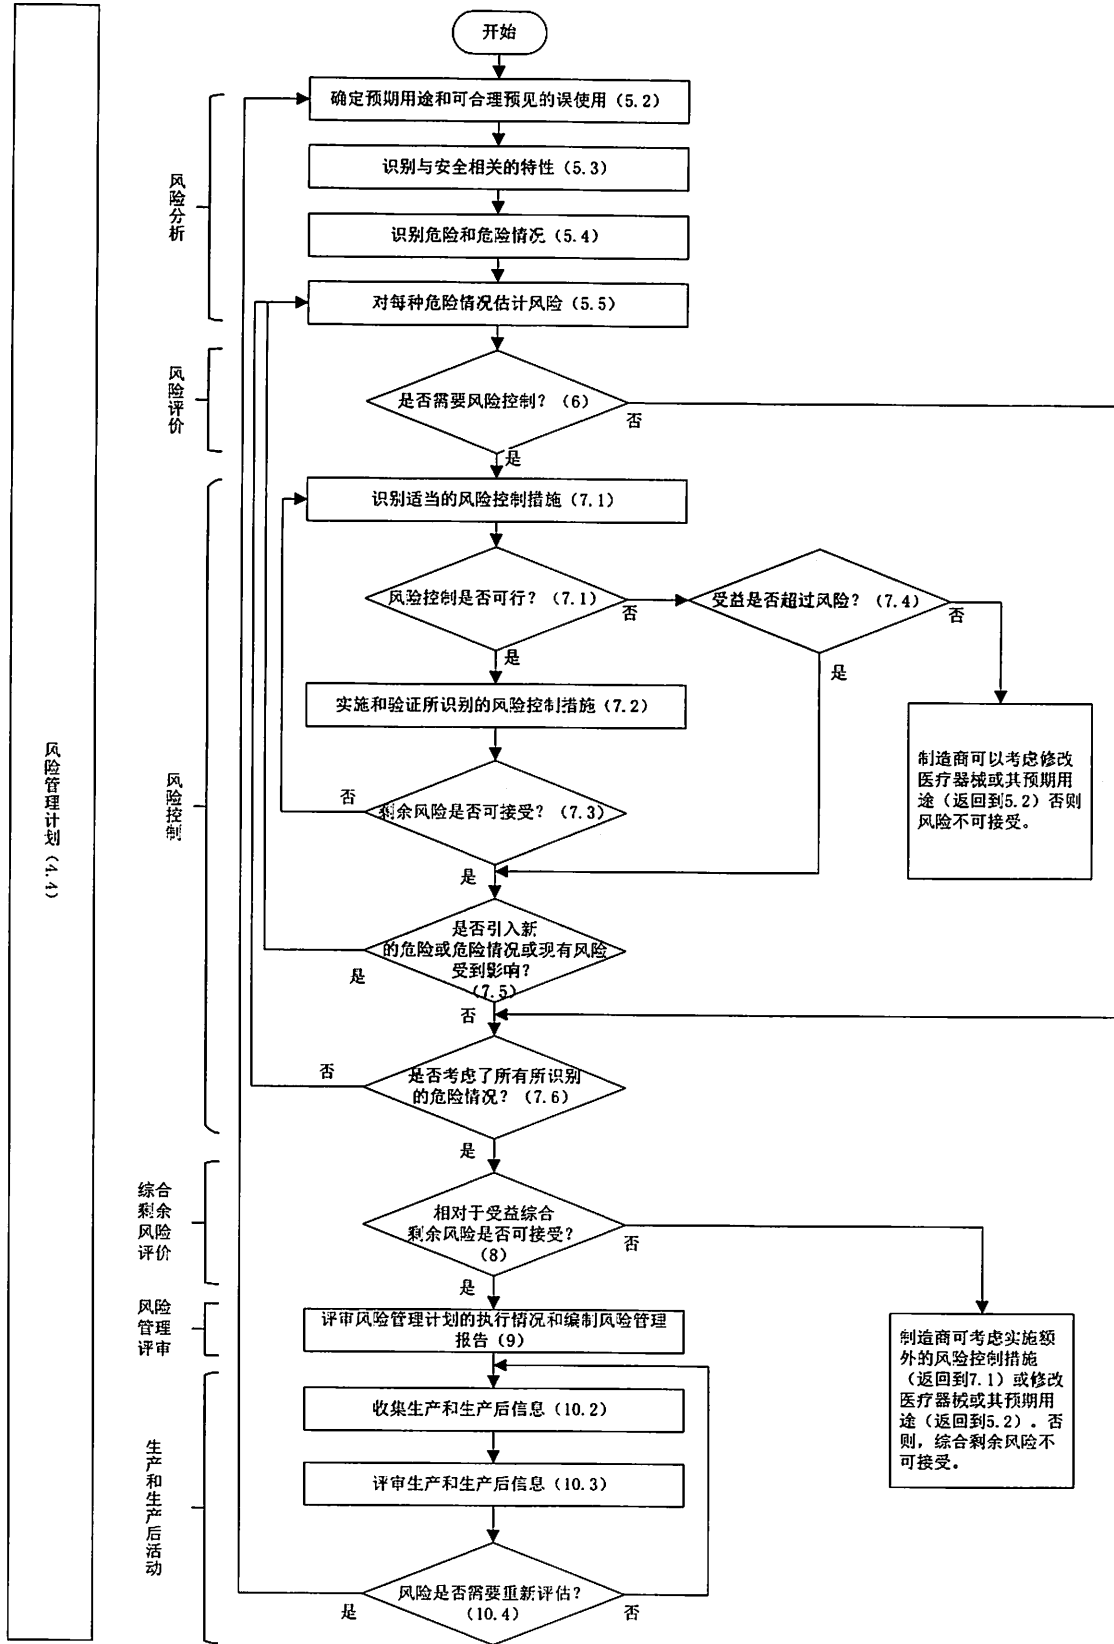 开始
确定预期用途和可合理预见的误使用（5.2）
识别与安全相关的特性（5.3）
风险分析
识别危险和危险情况（5.4）
对每种危险情况估计风险（5.5）
风险评价
是否需要风险控制？（6）
否
是
识别适当的风险控制措施（7.1）
风险控制是否可行？（7.1）
否
受益是否超过风险？（7.4）
否
是
是
实施和验证所识别的风险控制措施（7.2）
制造商可以考虑修改
医疗器械或其预期用
途（返回到5.2）否则
风险不可接受。
风险管理计划（4.4）
风险控制
否
剩余风险是否可接受？（7.3）
是
是否引入新
的危险或危险情况或现有风险
受到影响？
（7.5）
是
否
否
是否考虑了所有所识别
的危险情况？（7.6）
是
综合
剩余
风险
评价
相对于受益综合
剩余风险是否可接受？
（8）
否
是
风险
管理
评审
评审风险管理计划的执行情况和编制风险管理
报告（9）
制造商可考虑实施额
外的风险控制措施
（返回到7.1）或修改
医疗器械或其预期用
途（返回到5.2）。否
则，综合剩余风险不
可接受。
收集生产和生产后信息（10.2）
生产和生产后活动
评审生产和生产后信息（10.3）
风险是否需要重新评估？
（10.4）
是
否